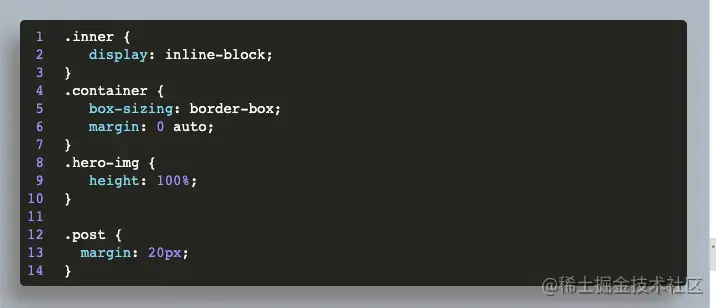 1 .inner {
2    display: inline-block;
3 }
4 .container {
5    box-sizing: border-box;
6    margin: 0 auto;
7 }
8 .hero-img {
9    height: 100%;
10 }
11
12 .post {
13   margin: 20px;
14 }
@稀土掘金技术社区